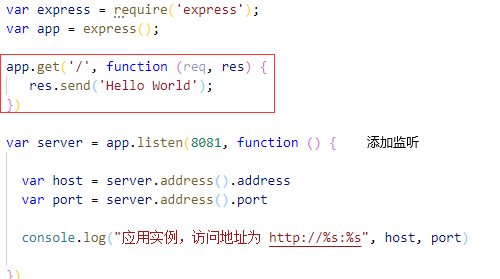 var express = require('express');
var app = express();
app.get('/', function (req, res) {
res.send('Hello World');
})
var server = app.listen(8081, function () { 添加监听
var host = server.address().address
var port = server.address().port
console.log("应用实例，访问地址为 http://%s:%s", host, port)
})